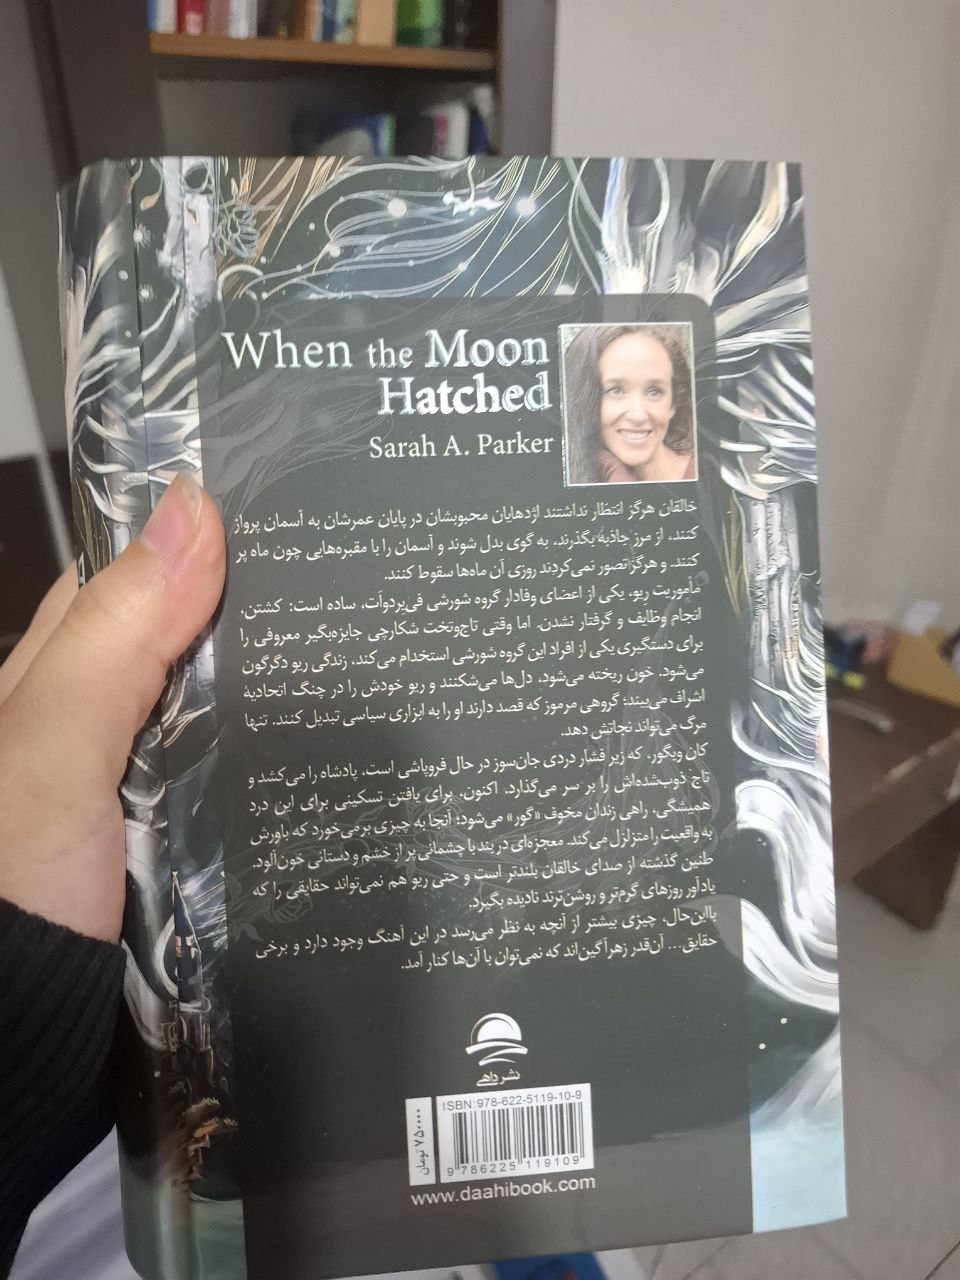 When the Moon
Hatched
Sarah A. Parker
خالقان هرگز انتظار نداشتند اژدهایان محبوبشان در پایان عمرشان به آسمان پرواز
کنند، از مرز جاذبه بگذرند، به گوی بدل شوند و آسمان را با مقبره‌هایی چون ماه پر
کنند. و هرگز تصور نمی‌کردند روزی آن ماه‌ها سقوط کنند.
مأموریت ریو، یکی از اعضای وفادار گروه شورشی فی‌یردوآت، ساده است: کشتن،
انجام وظایف و گرفتار نشدن. اما وقتی تاج‌وتخت شکارچی جایزه‌بگیر معروفی را
برای دستگیری یکی از افراد این گروه شورشی استخدام می‌کند، زندگی ریو دگرگون
می‌شود. خون ریخته می‌شود، دل‌ها می‌شکنند و ریو خودش را در چنگ اتحادیۀ
اشراف می‌بیند؛ گروهی مرموز که قصد دارند او را به ابزاری سیاسی تبدیل کنند. تنها
مرگ می‌تواند نجاتش دهد.
کان ویگور، که زیر فشار دردی جان‌سوز در حال فروپاشی است، پادشاه را می‌کشد و
تاج ذوب‌شده‌اش را بر سر می‌گذارد. اکنون، برای یافتن تسکینی برای این درد
همیشگی، راهی زندان مخوف «گور» می‌شود؛ آنجا به چیزی برمی‌خورد که باورش
به واقعیت را متزلزل می‌کند. معجزه‌ای در بند با چشمانی پر از خشم و دستانی خون‌آلود.
طنین گذشته از صدای خالقان بلندتر است و حتی ریو هم نمی‌تواند حقایقی را که
یادآور روزهای گرم‌تر و روشن‌ترند نادیده بگیرد.
بااین‌حال، چیزی بیشتر از آنچه به نظر می‌رسد در این آهنگ وجود دارد و برخی
حقایق... آن‌قدر زهرآگین‌اند که نمی‌توان با آن‌ها کنار آمد.
نشر داهی
ISBN: 978-622-5119-10-9
9 786225 119109
۷۵۰۰۰۰ تومان
www.daahibook.com